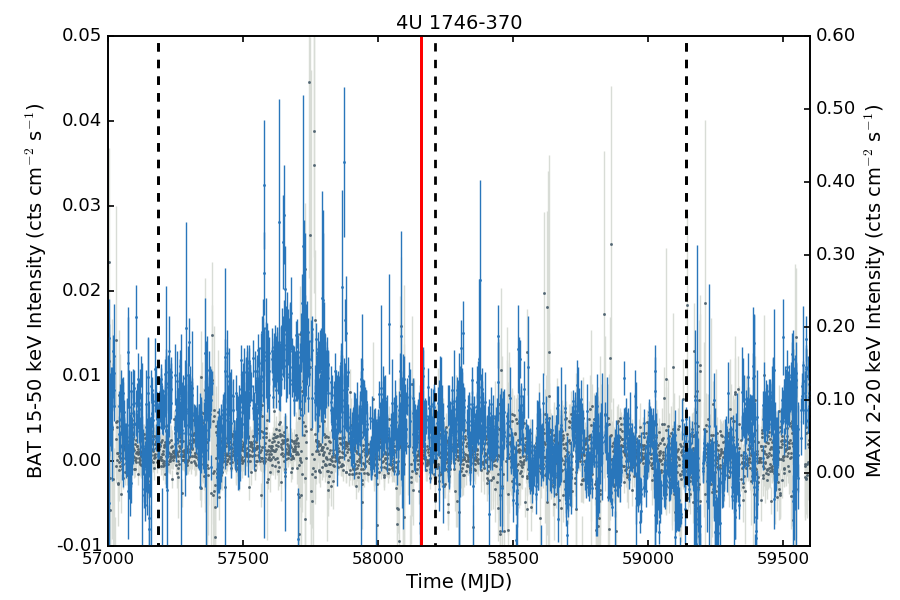 4U 1746-370
0.05
0.04
0.03
0.02
0.01
0.00
-0.01
BAT 15-50 keV Intensity (cts cm⁻² s⁻¹)
0.60
0.50
0.40
0.30
0.20
0.10
0.00
MAXI 2-20 keV Intensity (cts cm⁻² s⁻¹)
57000 57500 58000 58500 59000 59500
Time (MJD)